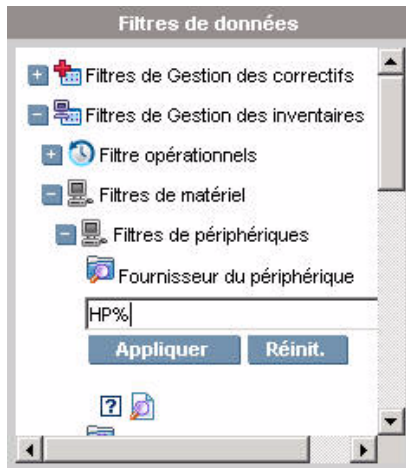 Filtres de données
Filtres de Gestion des correctifs
Filtres de Gestion des inventaires
Filtre opérationnels
Filtres de matériel
Filtres de périphériques
Fournisseur du périphérique
HP%
Appliquer Réinit.
?